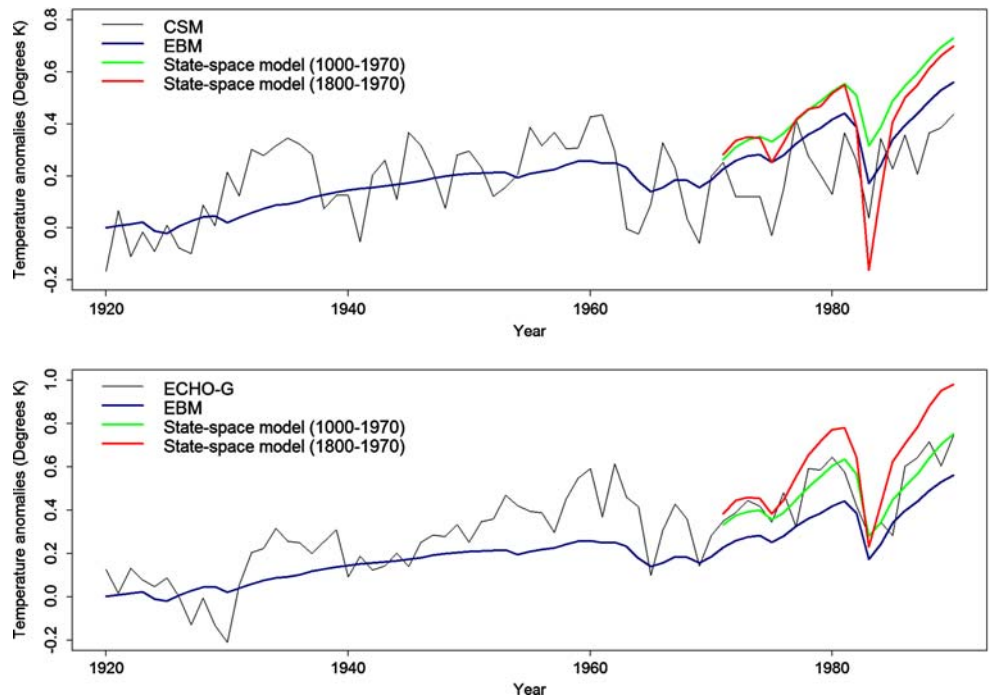 CSM
EBM
State-space model (1000-1970)
State-space model (1800-1970)
Temperature anomalies (Degrees K)
0.8
0.6
0.4
0.2
0.0
-0.2
1920 1940 1960 1980
Year
ECHO-G
EBM
State-space model (1000-1970)
State-space model (1800-1970)
Temperature anomalies (Degrees K)
1.0
0.8
0.6
0.4
0.2
0.0
-0.2
1920 1940 1960 1980
Year